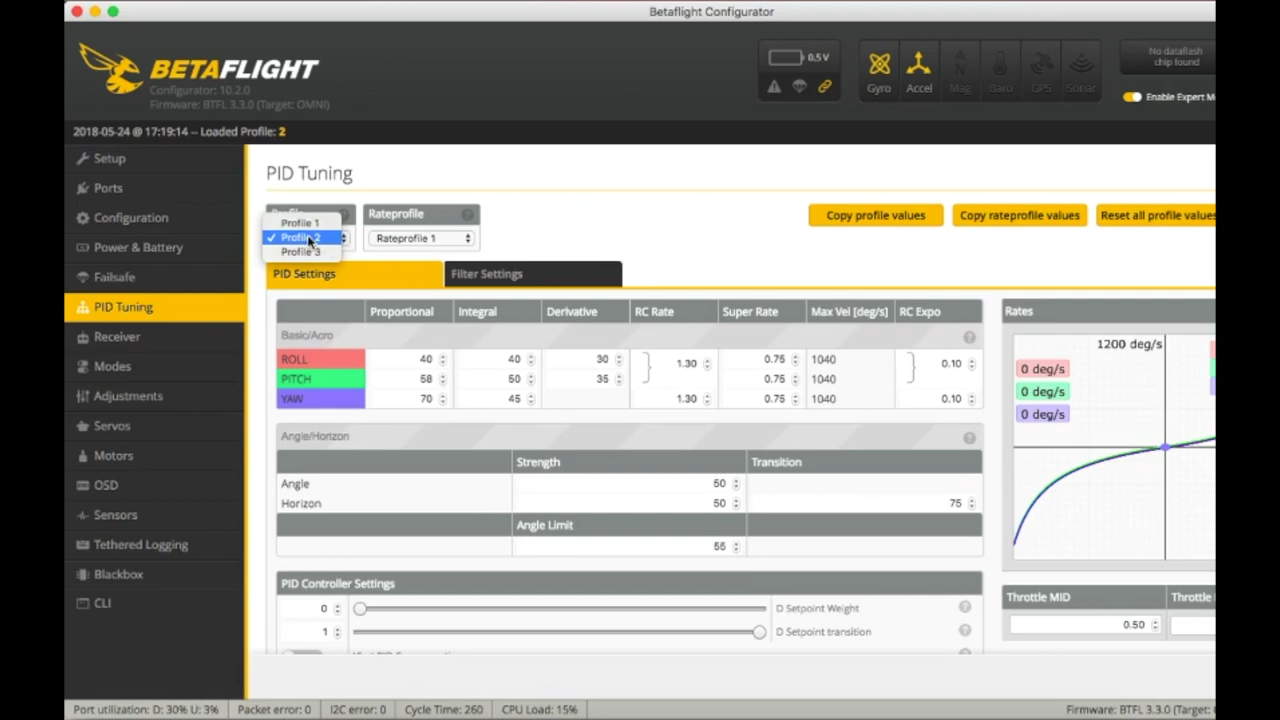 Betaflight Configurator
BETAFLIGHT
Configurator: 10.2.0
Firmware: BTFL 3.3.0 (Target: OMNI)
0.5 V
Gyro Accel Mag Baro GPS Sonar
No dataflash
chip found
Enable Expert M
2018-05-24 @ 17:19:14 -- Loaded Profile: 2
Setup
Ports
Configuration
Power & Battery
Failsafe
PID Tuning
Receiver
Modes
Adjustments
Servos
Motors
OSD
Sensors
Tethered Logging
Blackbox
CLI
PID Tuning
Rateprofile
Profile 1
Profile 2
Profile 3
Rateprofile 1
Copy profile values
Copy rateprofile values
Reset all profile values
PID Settings
Filter Settings
Proportional Integral Derivative RC Rate Super Rate Max Vel [deg/s] RC Expo
Basic/Acro
ROLL 40 40 30 1.30 0.75 1040 0.10
PITCH 58 50 35 0.75 1040
YAW 70 45 1.30 0.75 1040 0.10
Angle/Horizon
Strength Transition
Angle 50
Horizon 50 75
Angle Limit
55
PID Controller Settings
0 D Setpoint Weight
1 D Setpoint transition
Rates
1200 deg/s
0 deg/s
0 deg/s
0 deg/s
Throttle MID Throttle
0.50
Port utilization: D: 30% U: 3% Packet error: 0 I2C error: 0 Cycle Time: 260 CPU Load: 15% Firmware: BTFL 3.3.0 (Target: